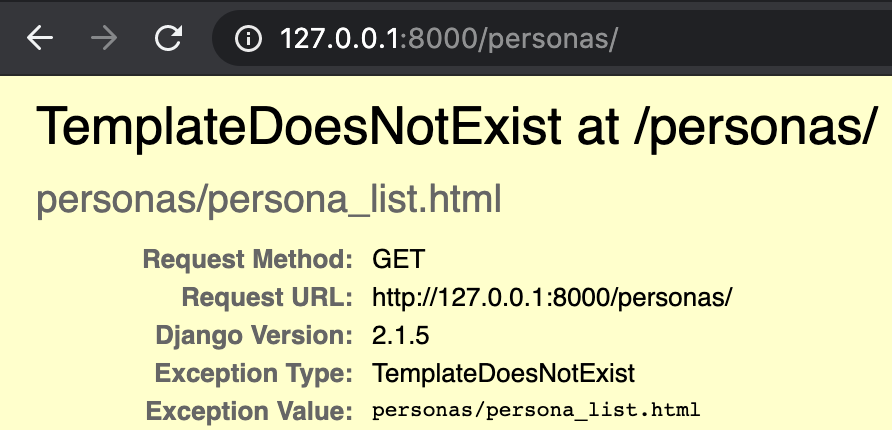 127.0.0.1:8000/personas/
TemplateDoesNotExist at /personas/
personas/persona_list.html
Request Method: GET
Request URL: http://127.0.0.1:8000/personas/
Django Version: 2.1.5
Exception Type: TemplateDoesNotExist
Exception Value: personas/persona_list.html